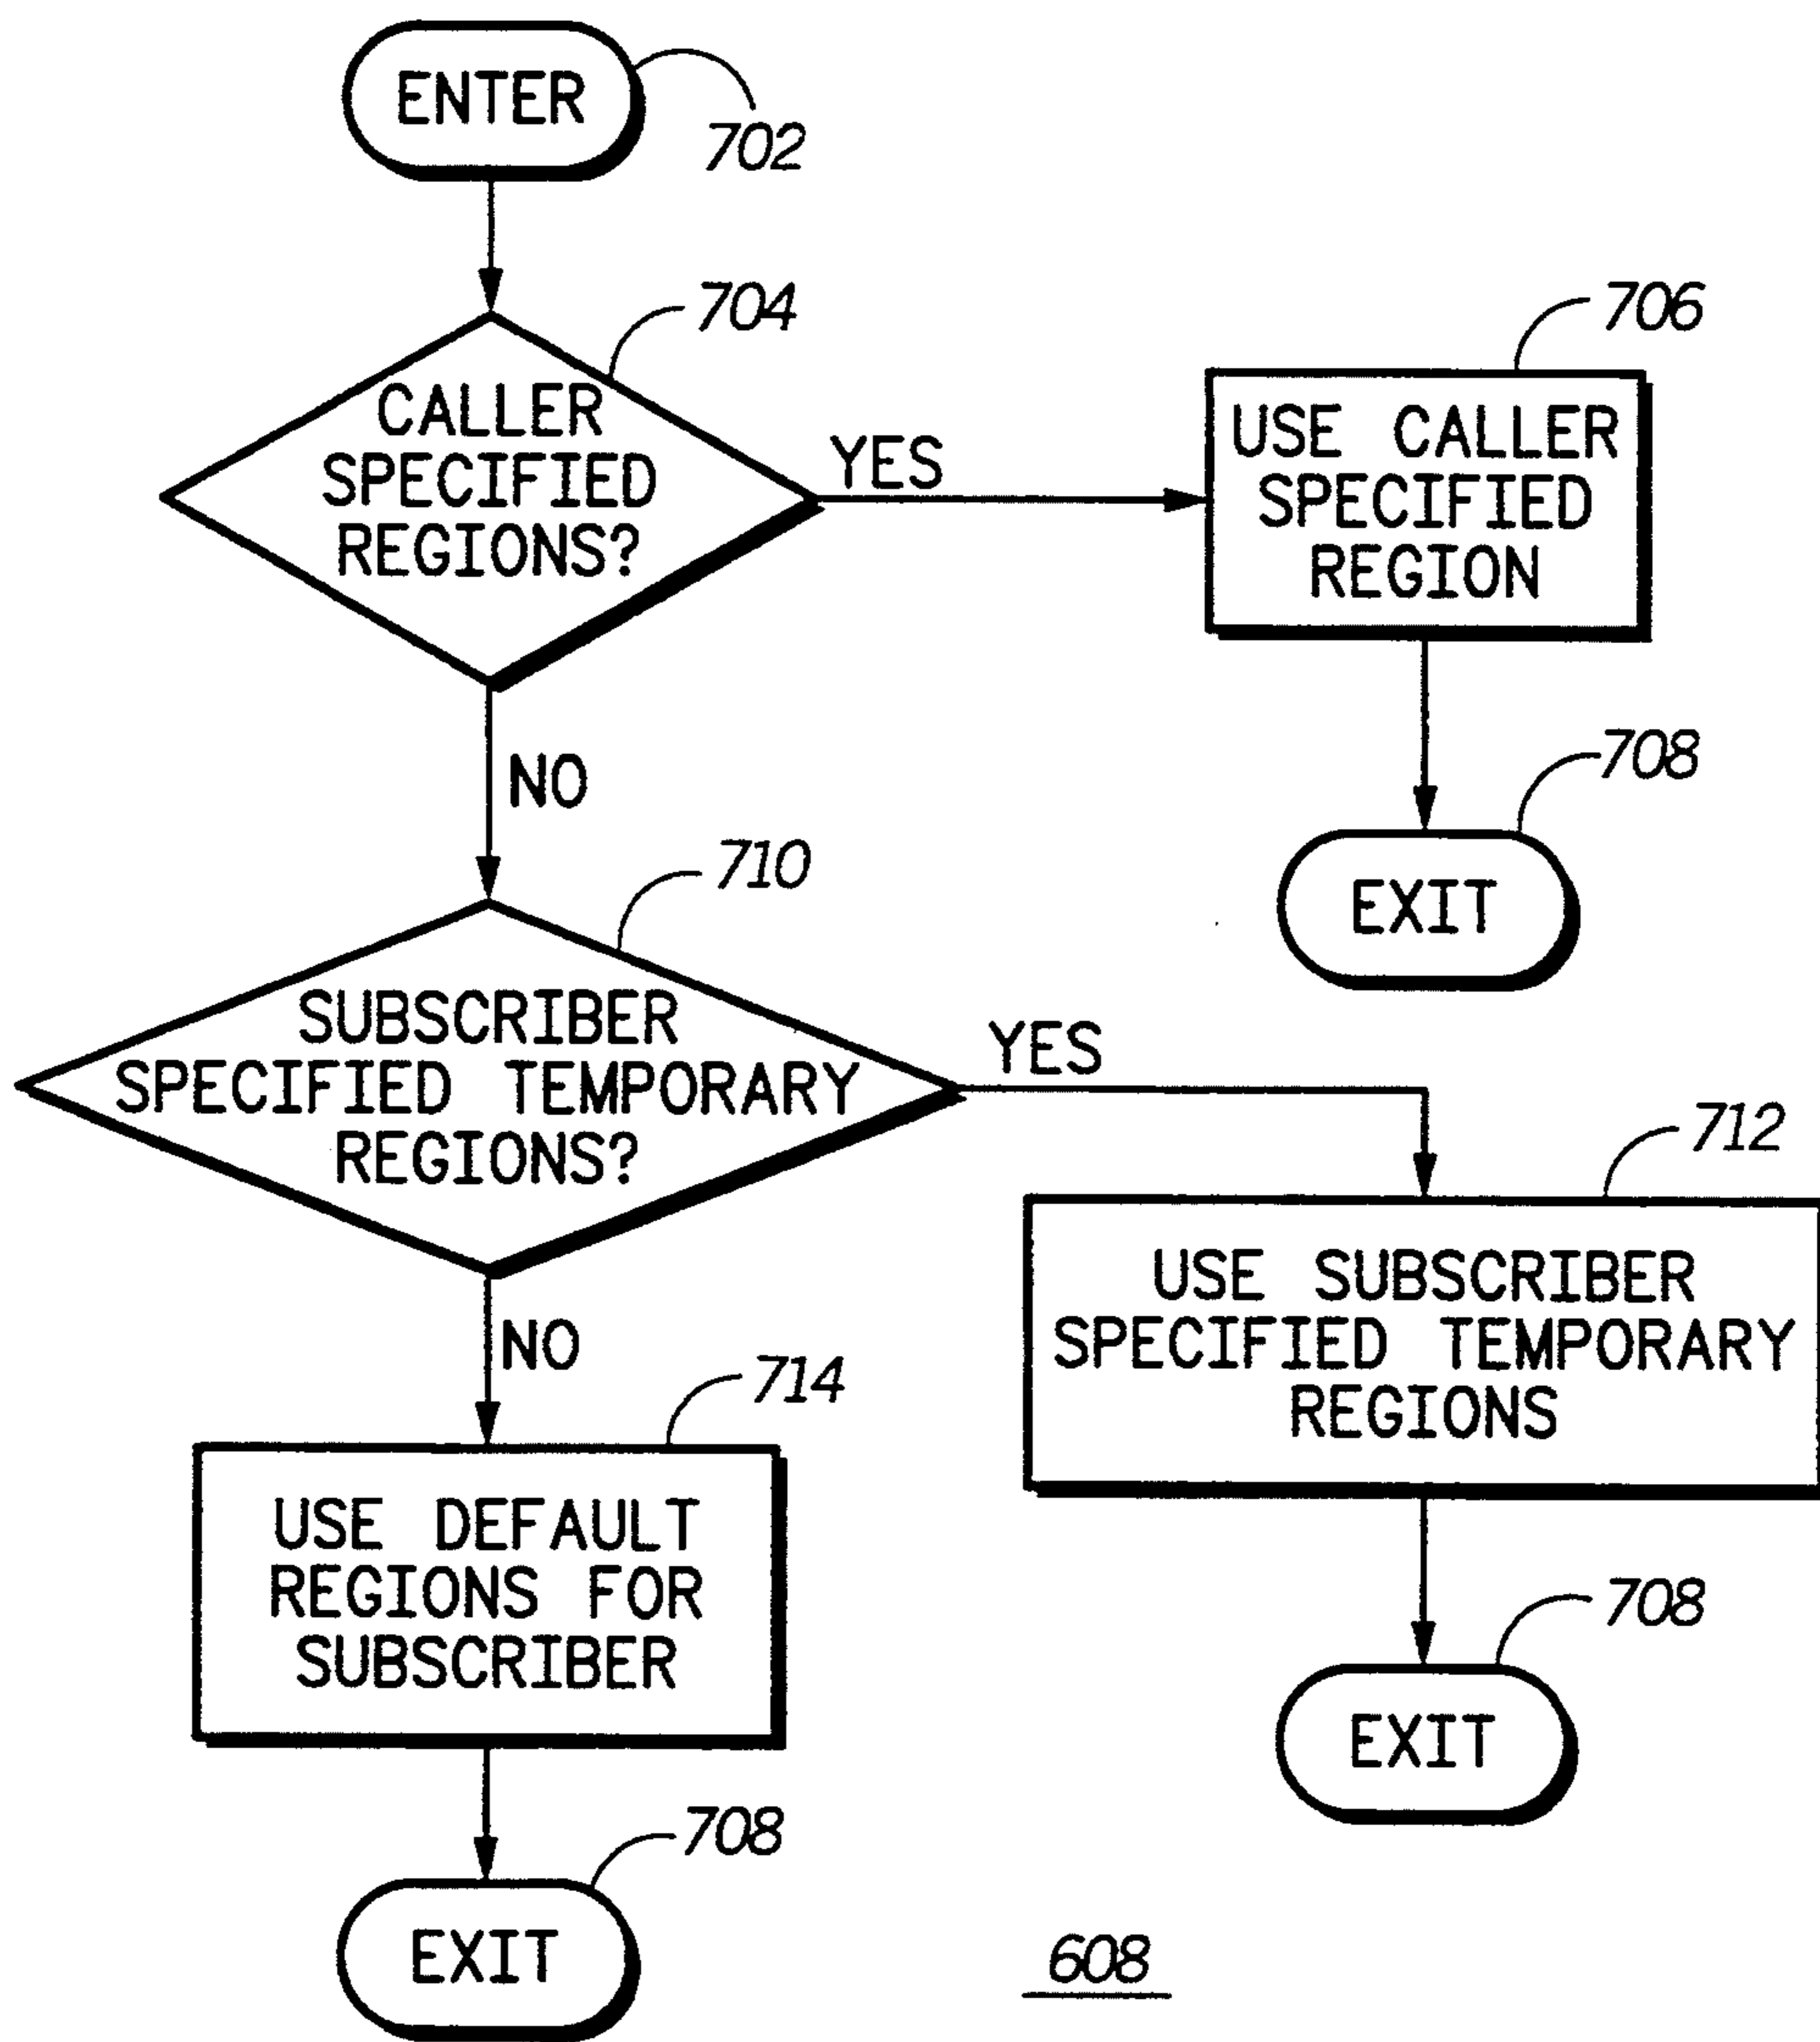 ENTER
702
704
CALLER
SPECIFIED
REGIONS?
YES
706
USE CALLER
SPECIFIED
REGION
708
EXIT
NO
710
SUBSCRIBER
SPECIFIED TEMPORARY
REGIONS?
YES
712
USE SUBSCRIBER
SPECIFIED TEMPORARY
REGIONS
708
EXIT
NO
714
USE DEFAULT
REGIONS FOR
SUBSCRIBER
708
EXIT
608